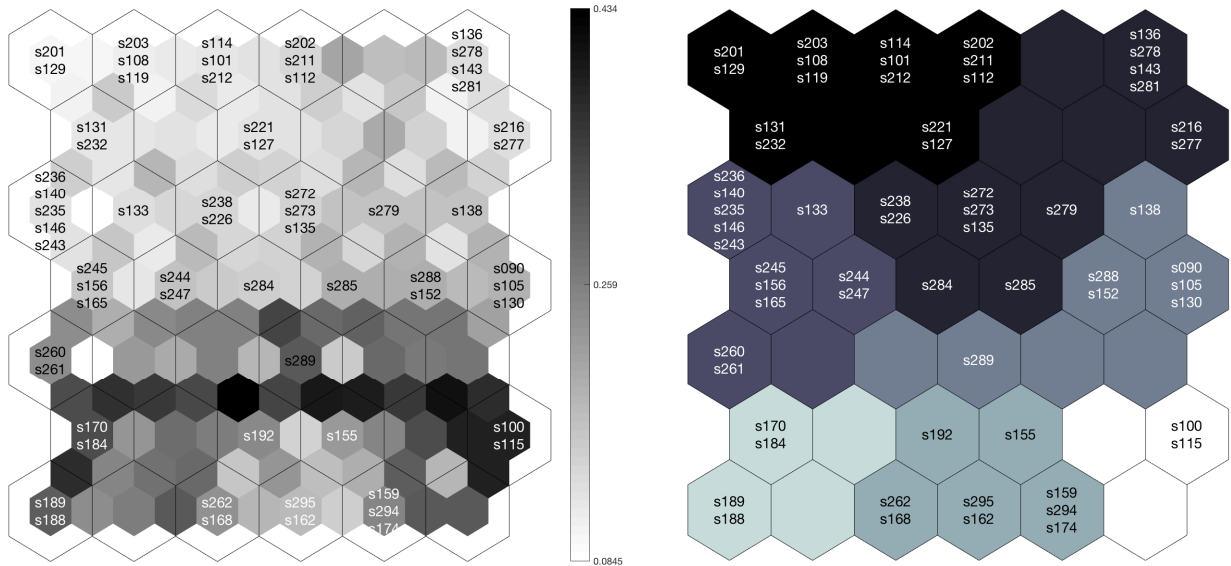 s201
s129
s203
s108
s119
s114
s101
s212
s202
s211
s112
s136
s278
s143
s281
s131
s232
s221
s127
s216
s277
s236
s140
s235
s146
s243
s133
s238
s226
s272
s273
s135
s279
s138
s245
s156
s165
s244
s247
s284
s285
s288
s152
s090
s105
s130
s260
s261
s289
s170
s184
s192
s155
s100
s115
s189
s188
s262
s168
s295
s162
s159
s294
s174
0.434
0.259
0.0845
s201
s129
s203
s108
s119
s114
s101
s212
s202
s211
s112
s136
s278
s143
s281
s131
s232
s221
s127
s216
s277
s236
s140
s235
s146
s243
s133
s238
s226
s272
s273
s135
s279
s138
s245
s156
s165
s244
s247
s284
s285
s288
s152
s090
s105
s130
s260
s261
s289
s170
s184
s192
s155
s100
s115
s189
s188
s262
s168
s295
s162
s159
s294
s174